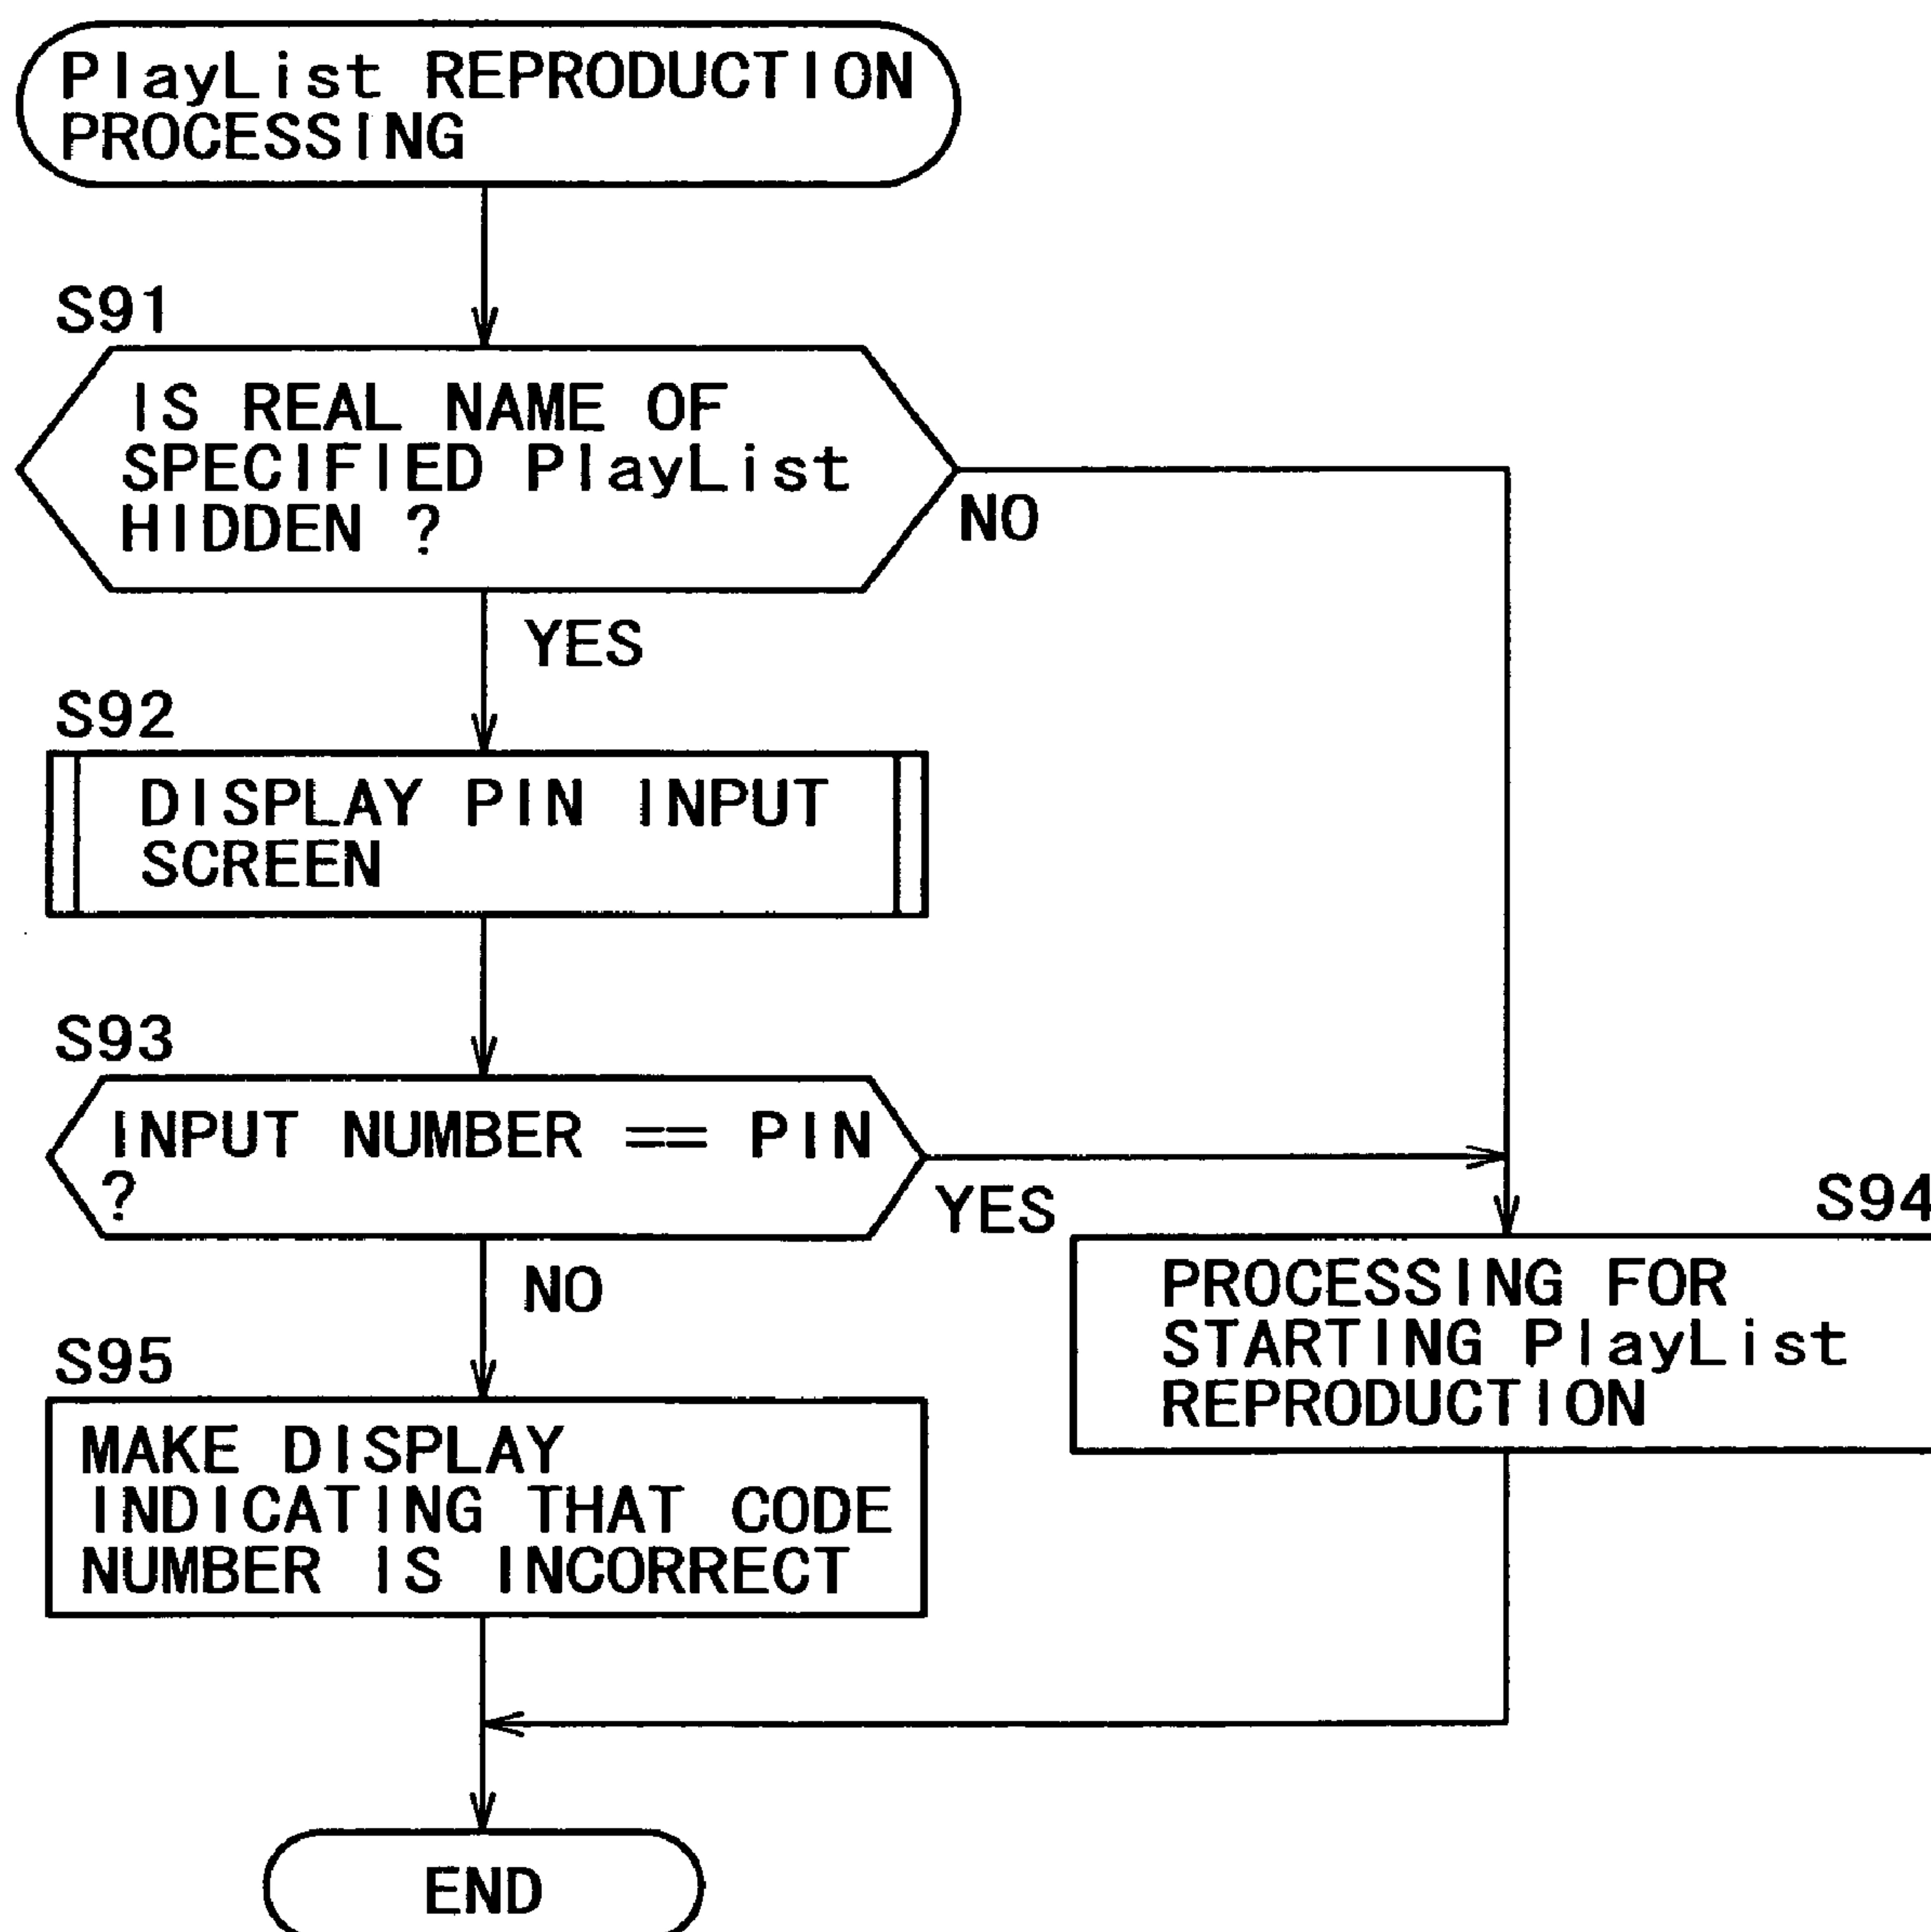 PlayList REPRODUCTION
PROCESSING
S91
IS REAL NAME OF
SPECIFIED PlayList
HIDDEN ?
NO
YES
S92
DISPLAY PIN INPUT
SCREEN
S93
INPUT NUMBER == PIN
?
YES
NO
S94
PROCESSING FOR
STARTING PlayList
REPRODUCTION
S95
MAKE DISPLAY
INDICATING THAT CODE
NUMBER IS INCORRECT
END